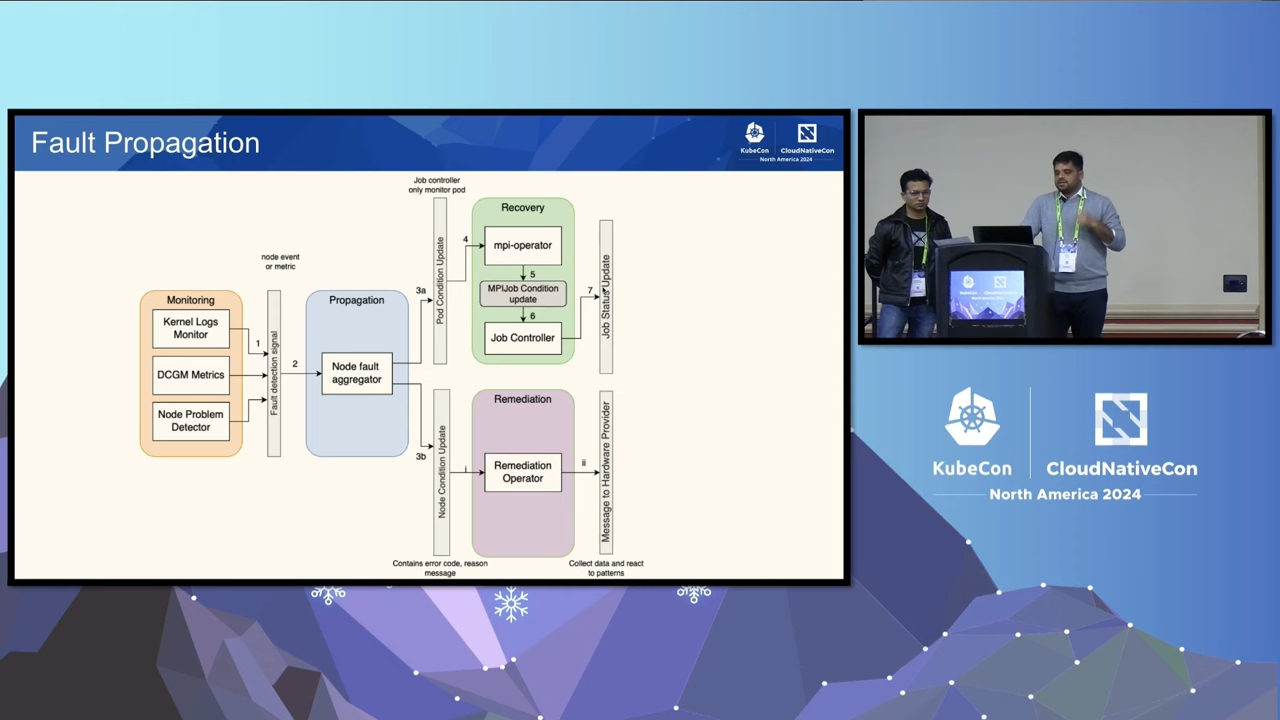 Fault Propagation
KubeCon
CloudNativeCon
North America 2024
Job controller
only monitor pod
node event
or metric
Monitoring
Kernel Logs
Monitor
DCGM Metrics
Node Problem
Detector
1
Fault detection signal
2
Propagation
Node fault
aggregator
3a
3b
Pod Condition Update
4
Recovery
mpi-operator
5
MPIJob Condition
update
6
Job Controller
7
Job Status Update
Node Condition Update
i
Remediation
Remediation
Operator
ii
Message to Hardware Provider
Contains error code, reason
message
Collect data and react
to patterns
KubeCon
CloudNativeCon
North America 2024
KubeCon
CloudNativeCon